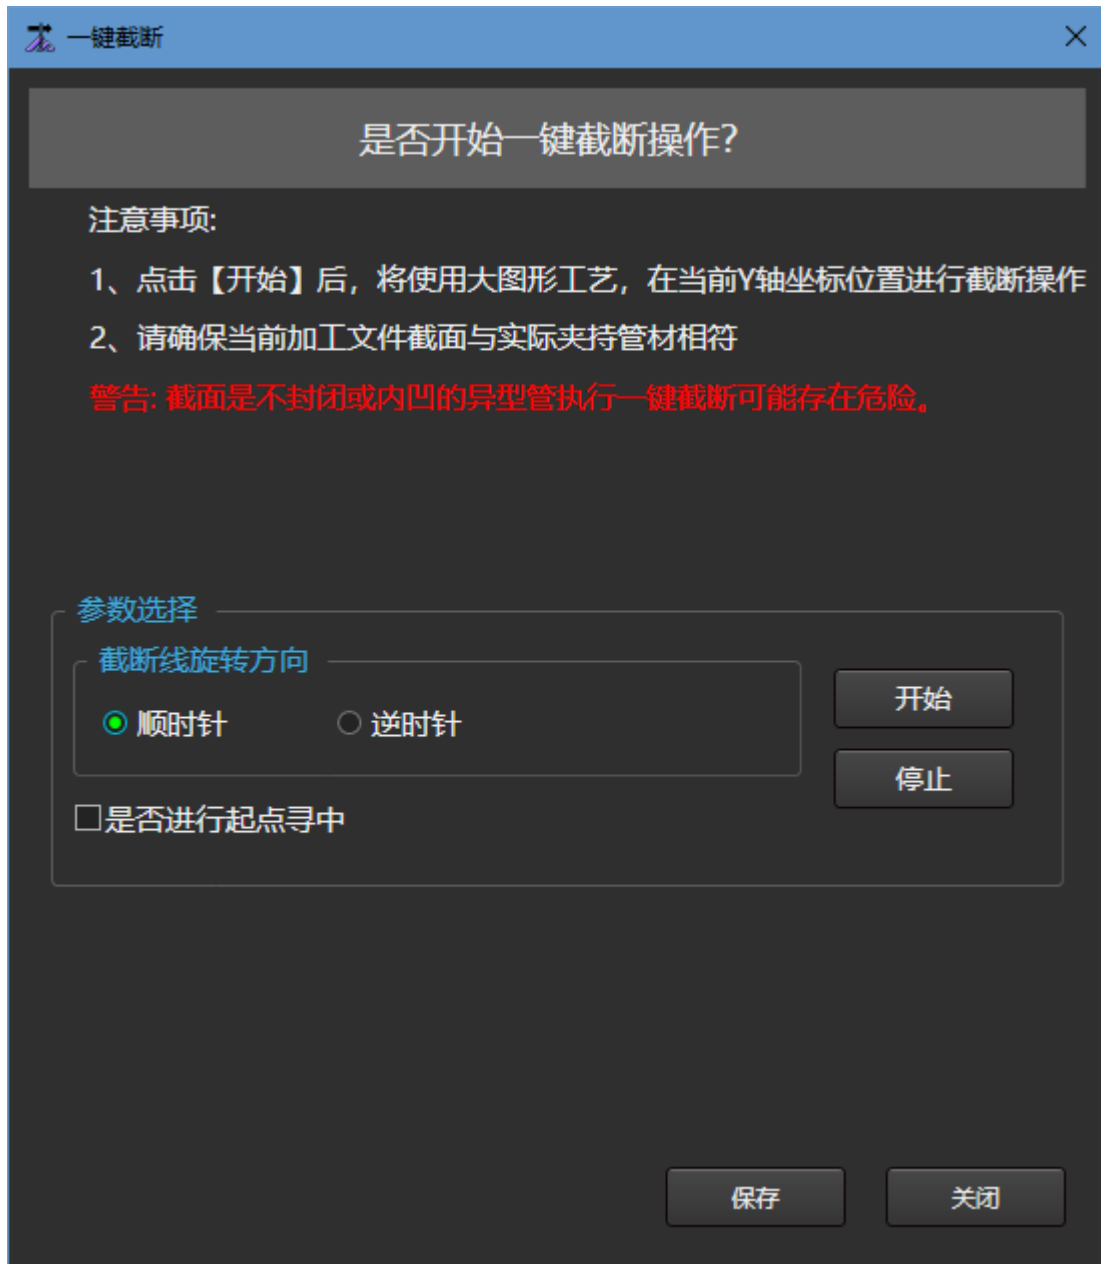 一键截断
是否开始一键截断操作?
注意事项:
1、点击【开始】后，将使用大图形工艺，在当前Y轴坐标位置进行截断操作
2、请确保当前加工文件截面与实际夹持管材相符
警告: 截面是不封闭或内凹的异型管执行一键截断可能存在危险。
参数选择
截断线旋转方向
顺时针 逆时针
开始
停止
是否进行起点寻中
保存 关闭